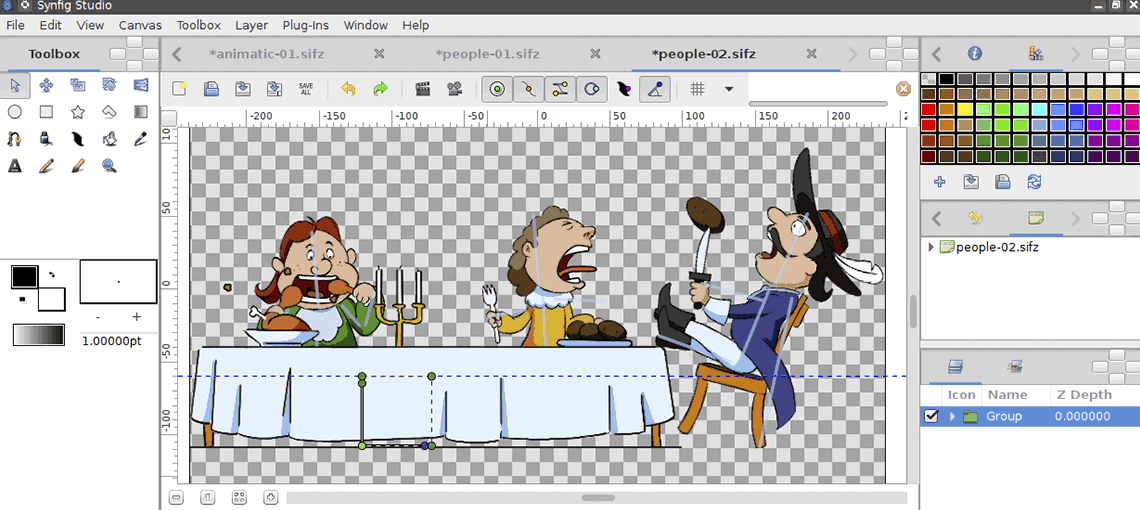 Synfig Studio
File Edit View Canvas Toolbox Layer Plug-Ins Window Help
Toolbox
*animatic-01.sifz *people-01.sifz *people-02.sifz
SAVE
ALL
-200 -150 -100 -50 0 50 100 150 200
50
0
-50
-100
- +
1.00000pt
people-02.sifz
Icon Name Z Depth
Group 0.000000